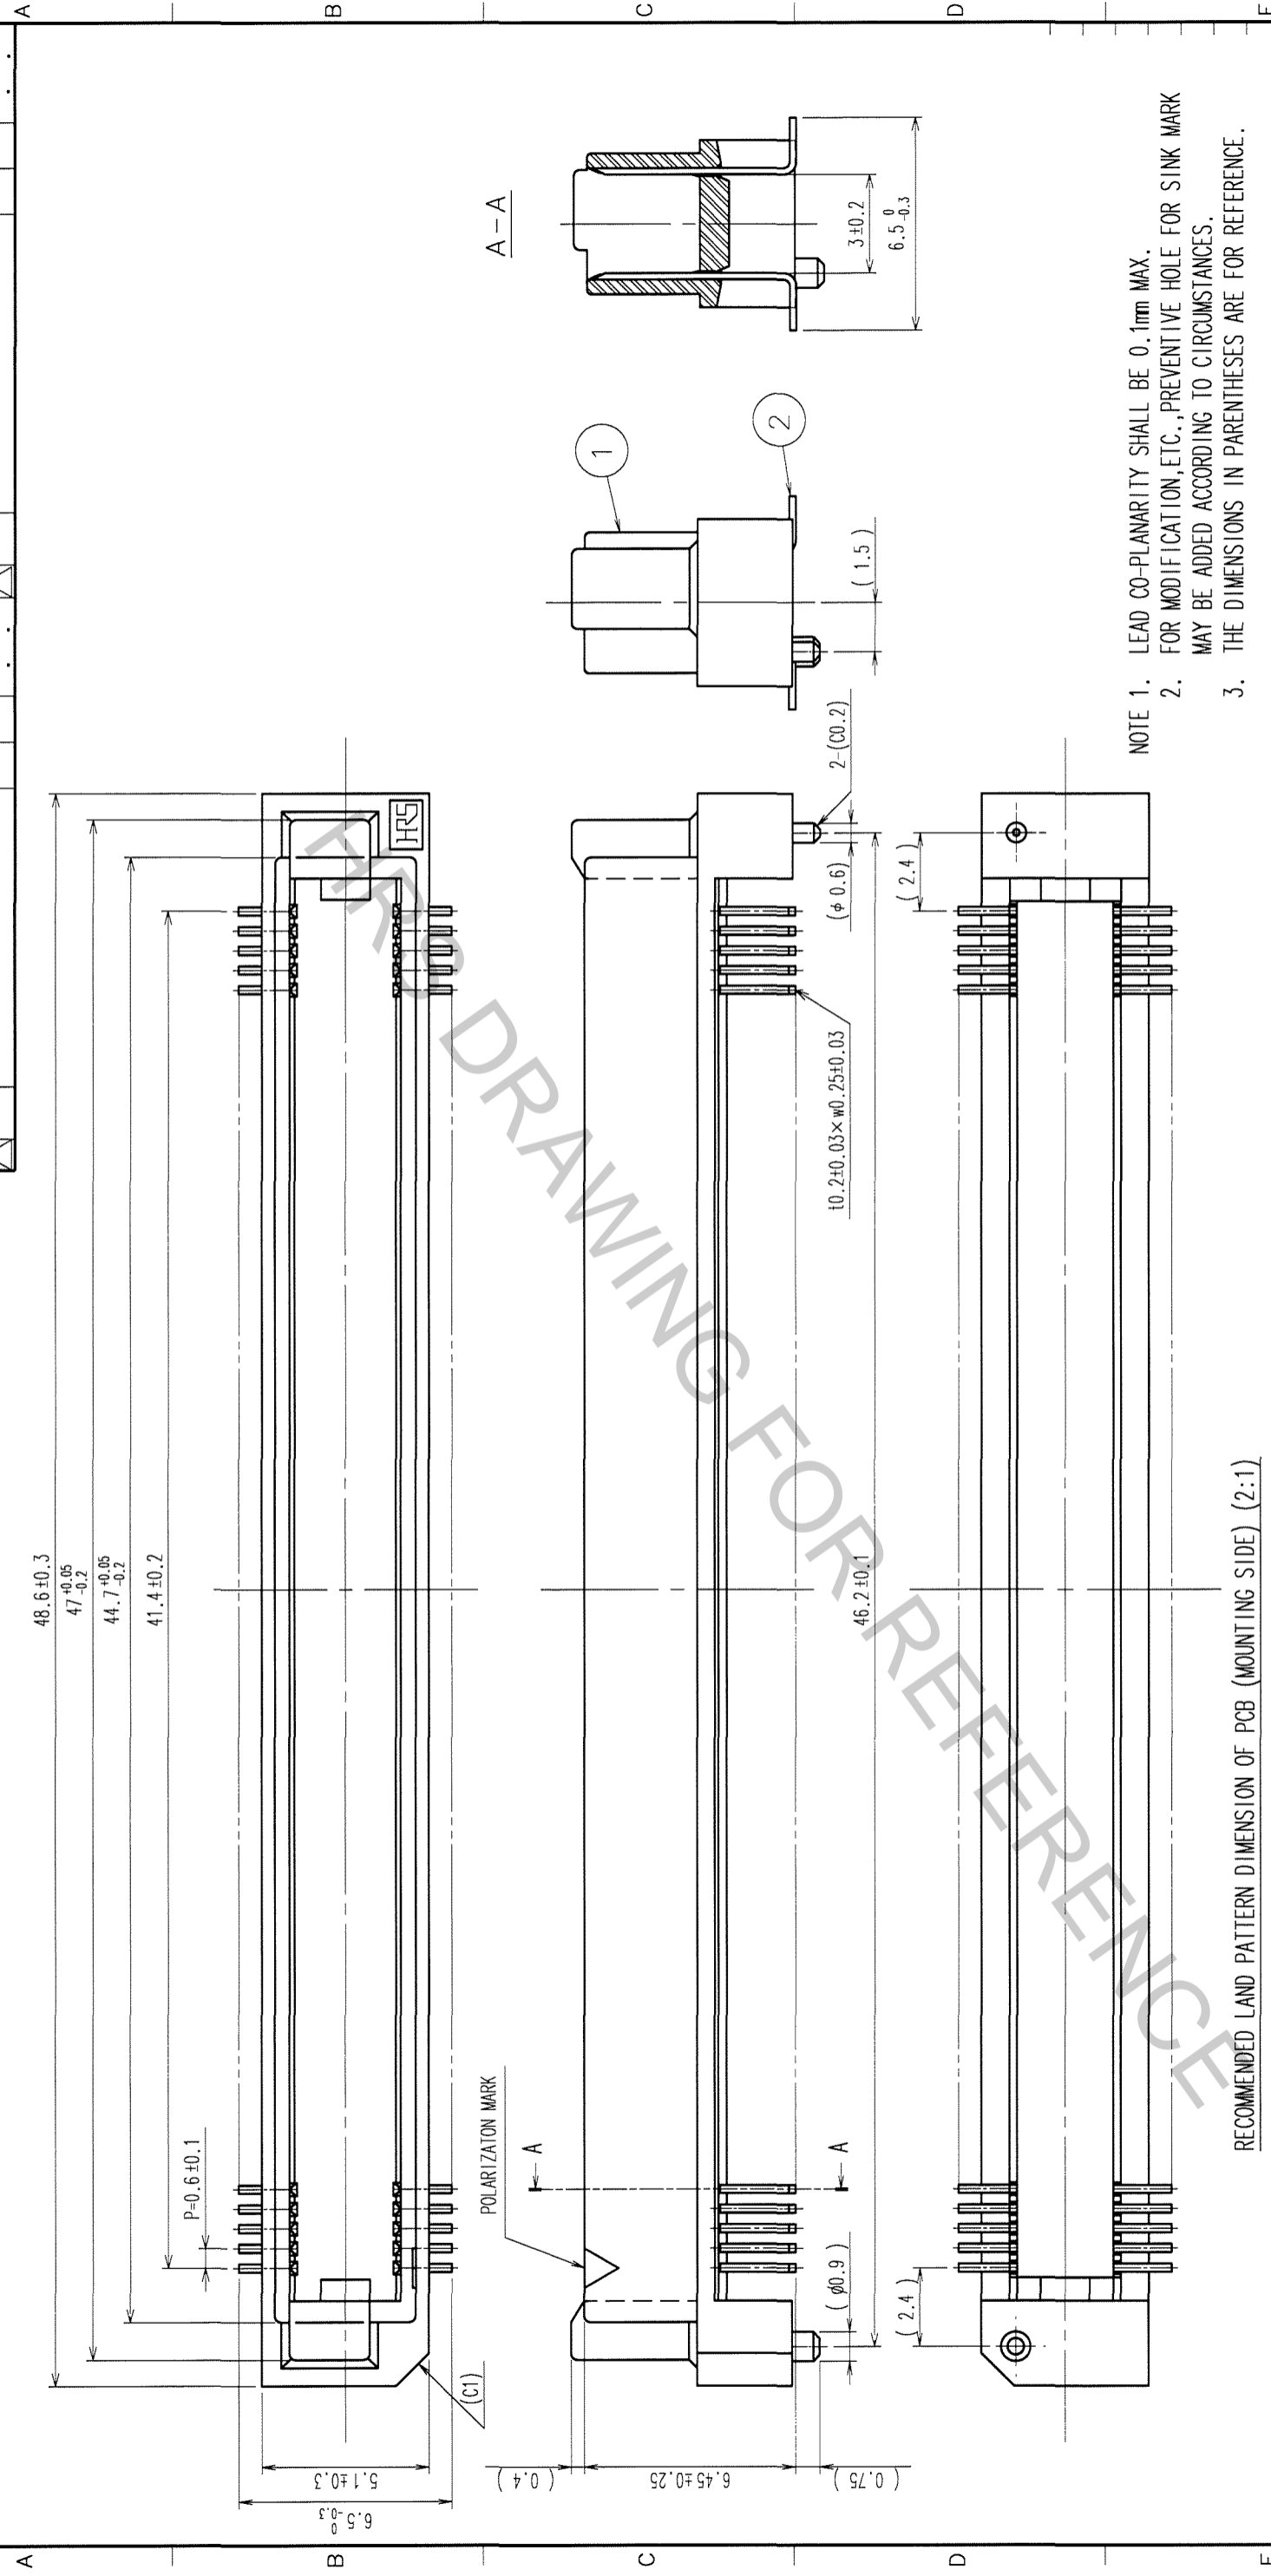 A
B
C
D
E
48.6±0.3
47 +0.05 -0.2
44.7 +0.05 -0.2
41.4±0.2
P=0.6±0.1
6.5 0 -0.3
5.1±0.3
(C1)
HRS
POLARIZATON MARK
A
A
( 0.4 )
6.45±0.25
( 0.75 )
( ø0.9 )
46.2±0.1
t0.2±0.03×w0.25±0.03
(φ 0.6)
2-(C0.2)
1
2
( 1.5 )
A-A
3±0.2
6.5 0 -0.3
( 2.4 )
( 2.4 )
NOTE 1. LEAD CO-PLANARITY SHALL BE 0.1mm MAX.
2. FOR MODIFICATION,ETC.,PREVENTIVE HOLE FOR SINK MARK
MAY BE ADDED ACCORDING TO CIRCUMSTANCES.
3. THE DIMENSIONS IN PARENTHESES ARE FOR REFERENCE.
RECOMMENDED LAND PATTERN DIMENSION OF PCB (MOUNTING SIDE) (2:1)
HRS DRAWING FOR REFERENCE
A
B
C
D
E